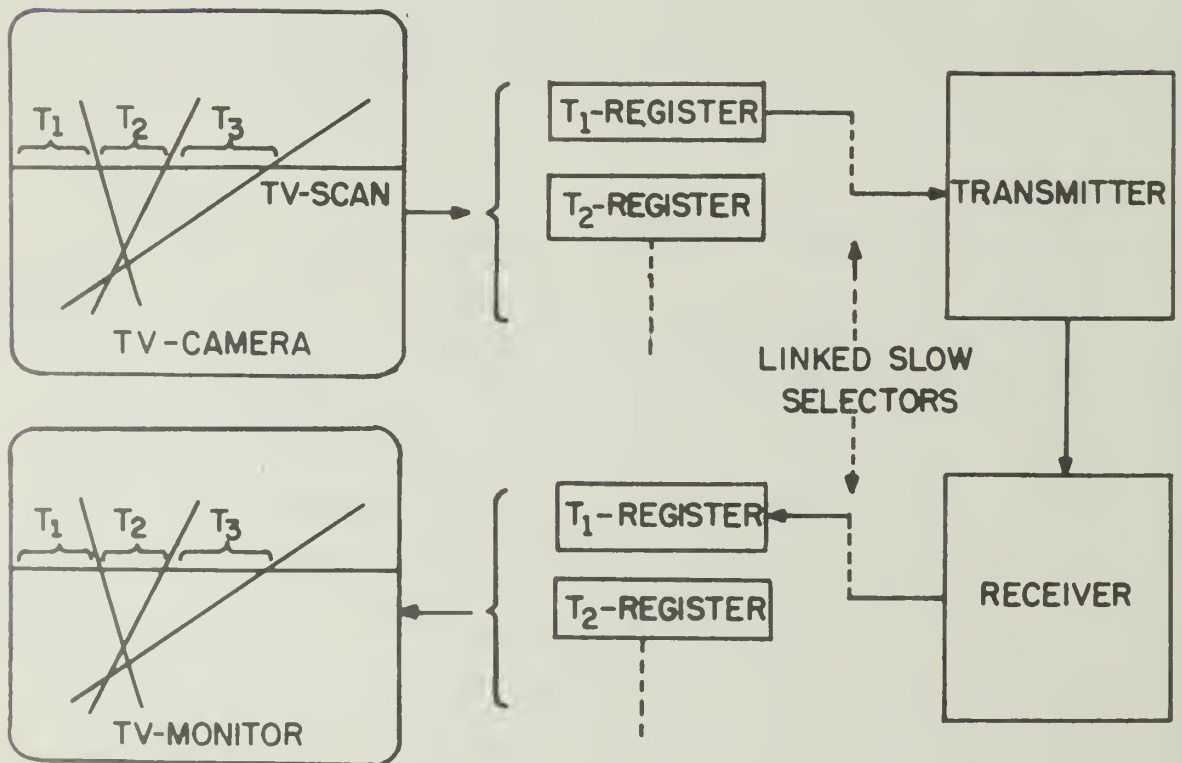 T1 T2 T3
TV-SCAN
TV-CAMERA
T1-REGISTER
T2-REGISTER
TRANSMITTER
LINKED SLOW
SELECTORS
T1 T2 T3
TV-MONITOR
T1-REGISTER
T2-REGISTER
RECEIVER